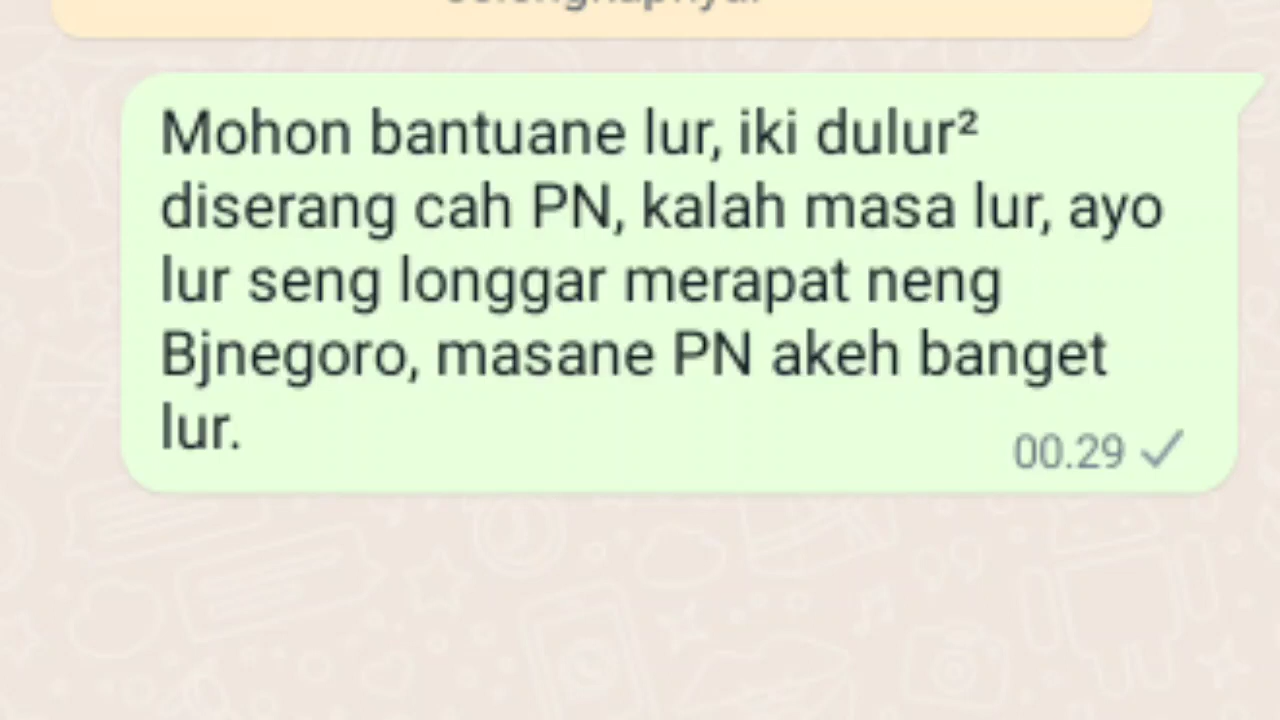 Mohon bantuane lur, iki dulur²
diserang cah PN, kalah masa lur, ayo
lur seng longgar merapat neng
Bjnegoro, masane PN akeh banget
lur.
00.29